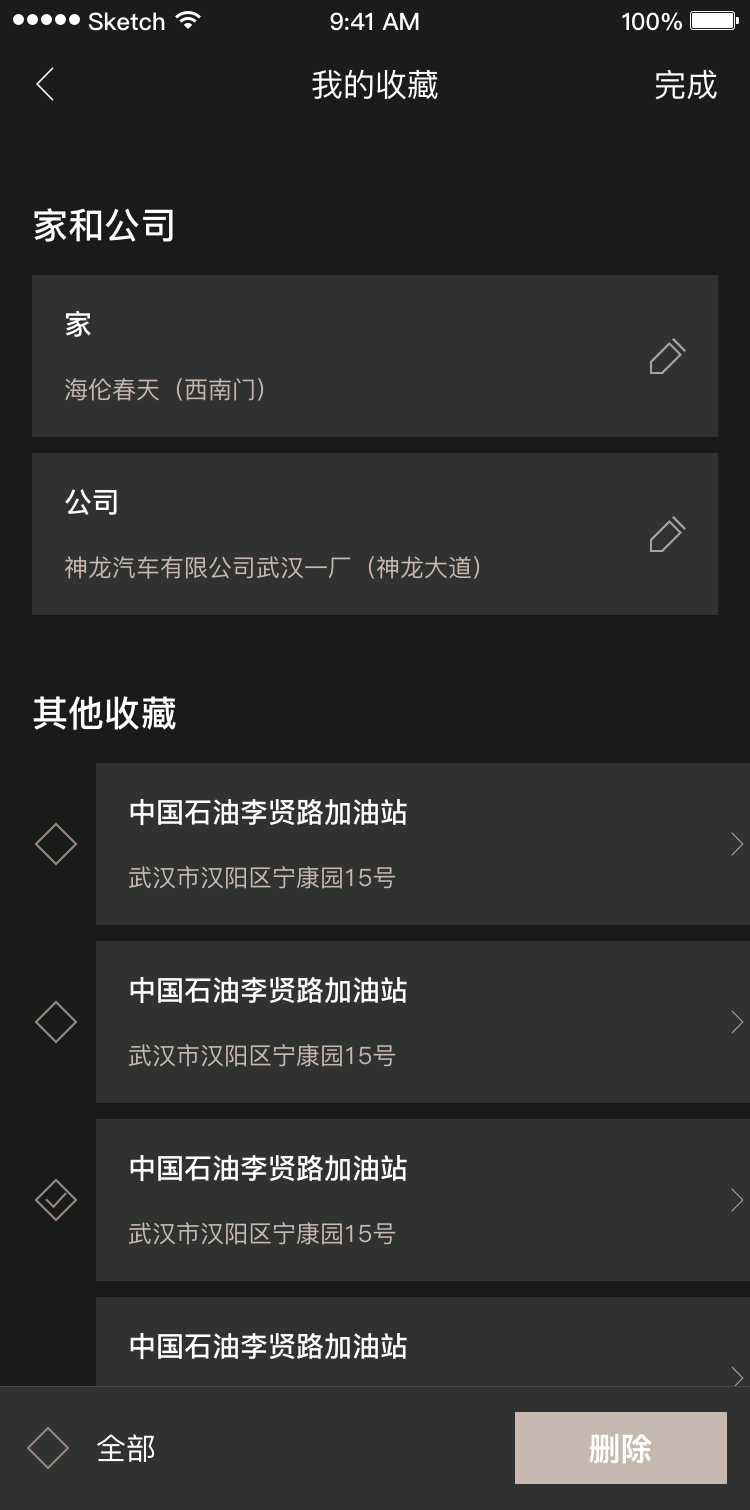 Sketch 9:41 AM 100%
我的收藏 完成
家和公司
家
海伦春天（西南门）
公司
神龙汽车有限公司武汉一厂（神龙大道）
其他收藏
中国石油李贤路加油站
武汉市汉阳区宁康园15号
中国石油李贤路加油站
武汉市汉阳区宁康园15号
中国石油李贤路加油站
武汉市汉阳区宁康园15号
中国石油李贤路加油站
全部 删除